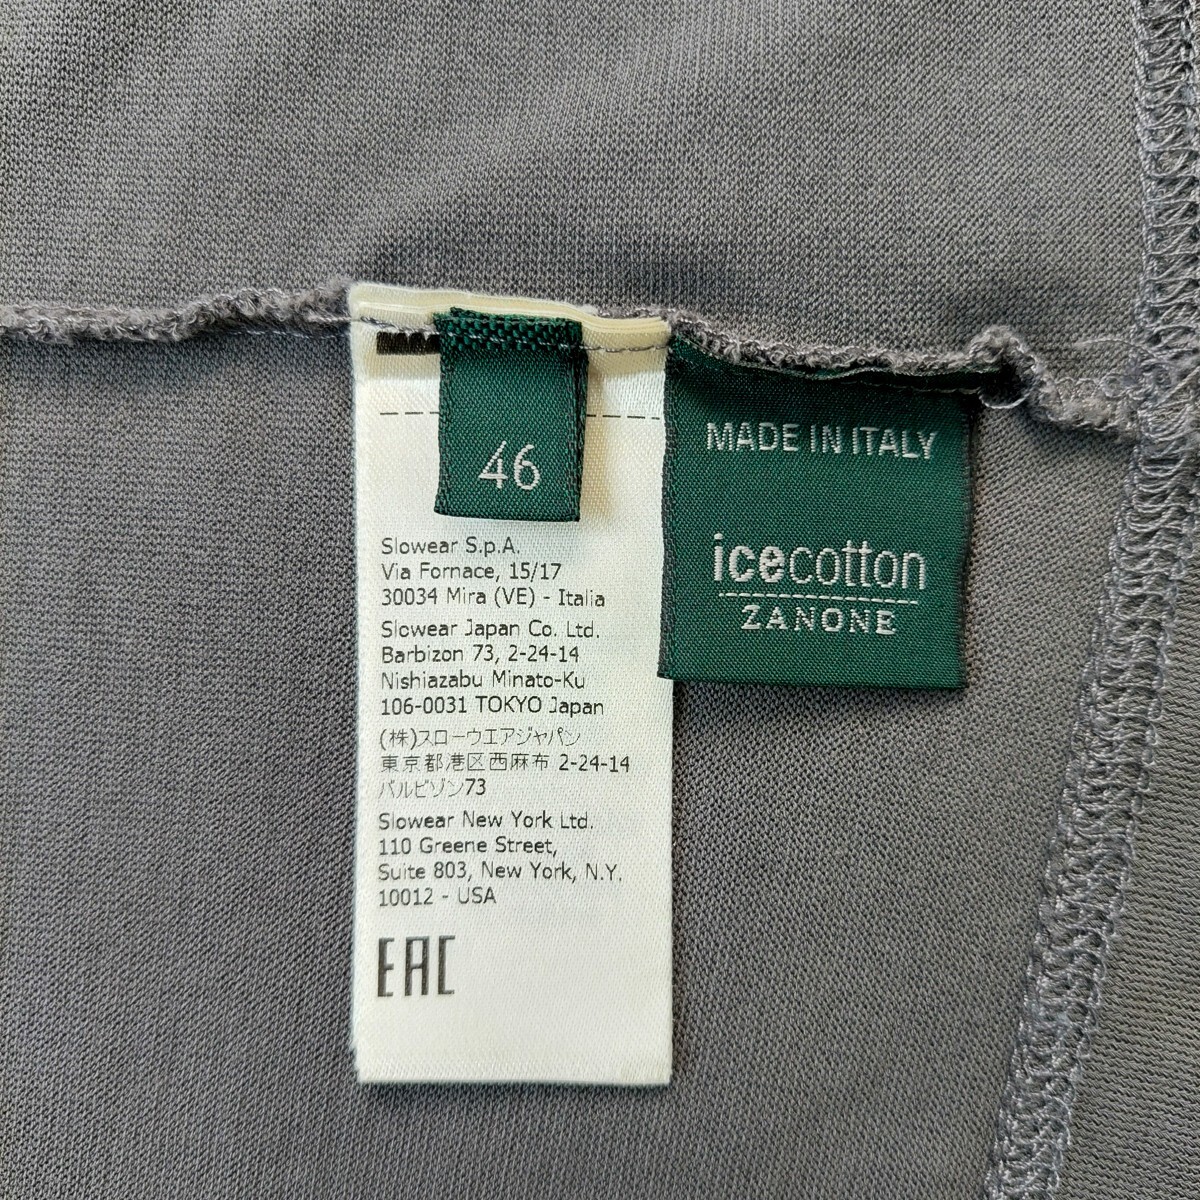 46
Slowear S.p.A.
Via Fornace, 15/17
30034 Mira (VE) - Italia
Slowear Japan Co. Ltd.
Barbizon 73, 2-24-14
Nishiazabu Minato-Ku
106-0031 TOKYO Japan
(株)スローウエアジャパン
東京都港区西麻布 2-24-14
バルビゾン73
Slowear New York Ltd.
110 Greene Street,
Suite 803, New York, N.Y.
10012 - USA
EAC
MADE IN ITALY
icecotton
ZANONE